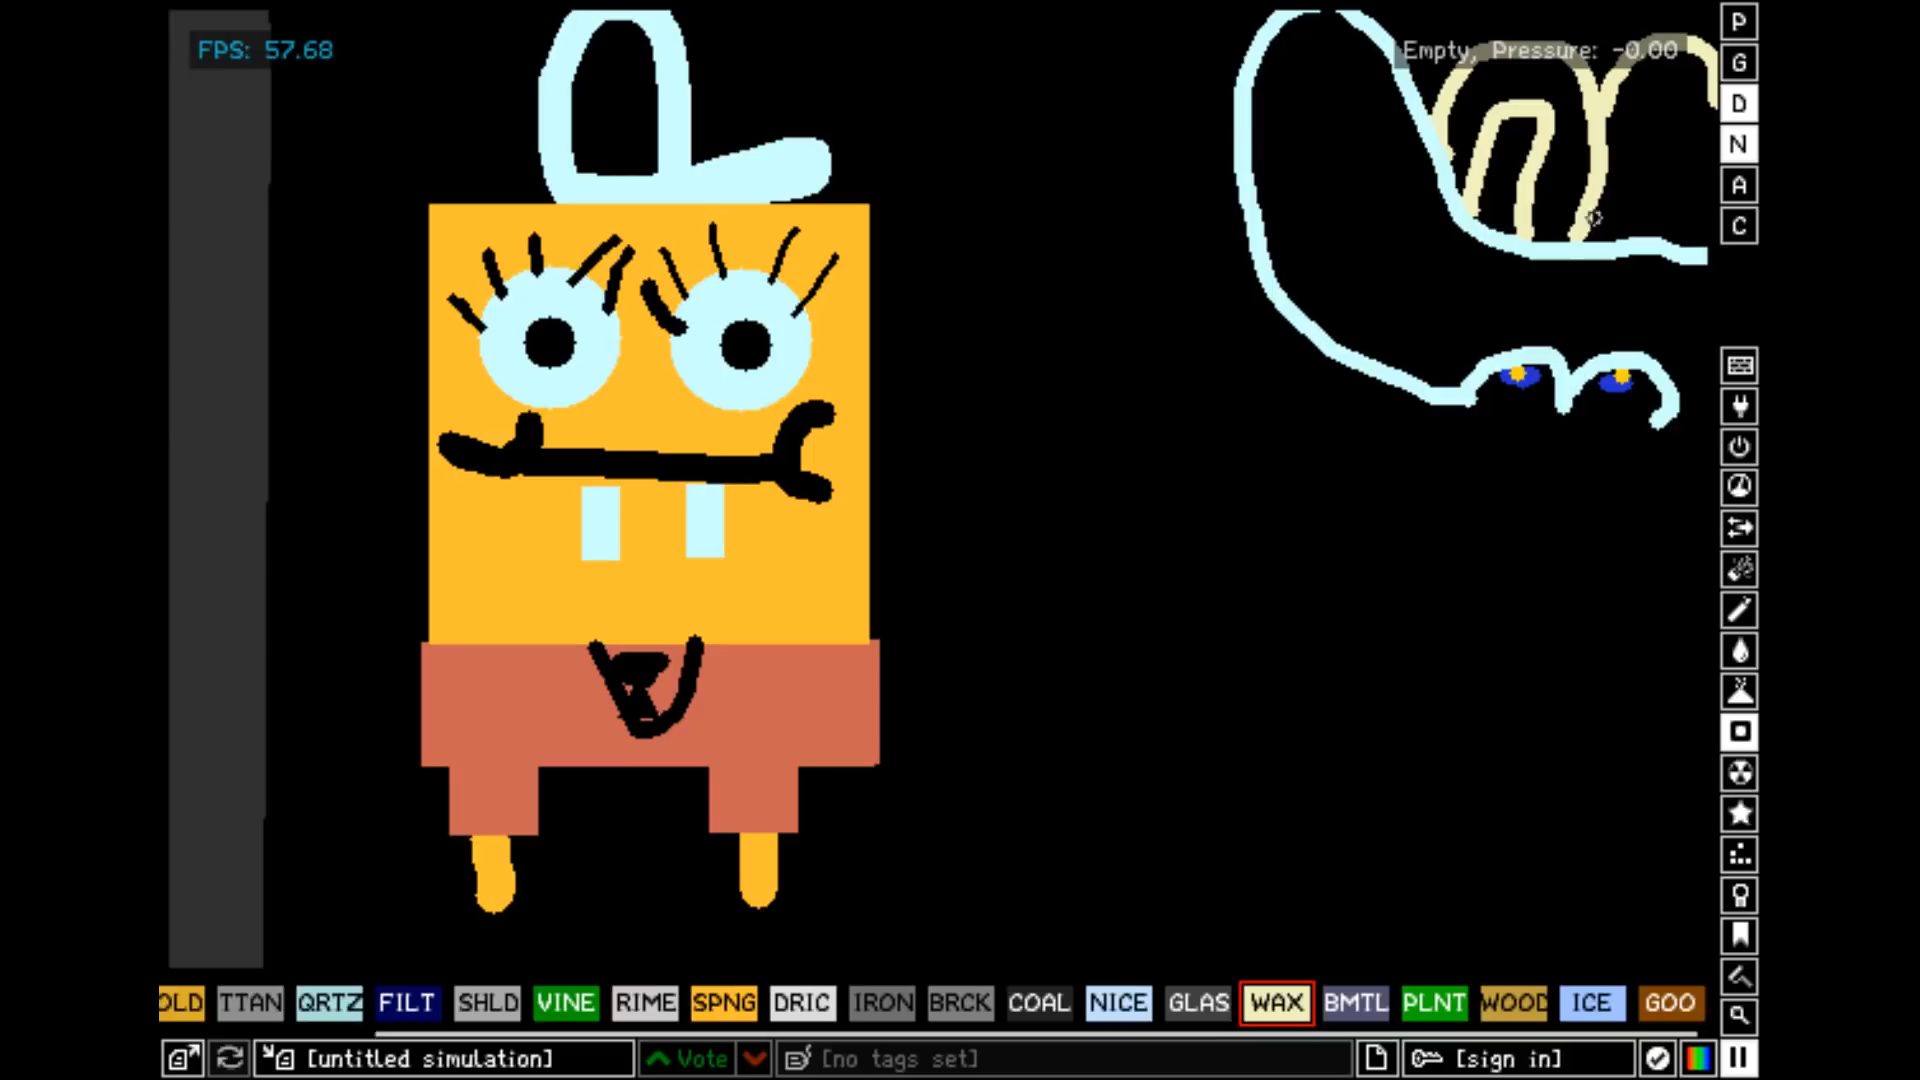 FPS: 57.68
Empty, Pressure: -0.00
P
G
D
N
A
C
OLD TTAN QRTZ FILT SHLD VINE RIME SPNG DRIC IRON BRCK COAL NICE GLAS WAX BMTL PLNT WOOD ICE GOO
[untitled simulation] Vote [no tags set] [sign in]